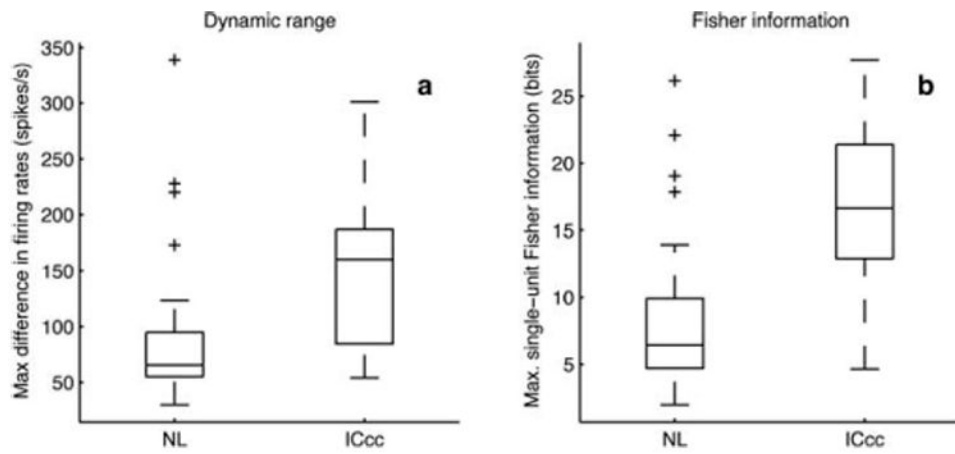 Dynamic range
Max difference in firing rates (spikes/s)
350
300
250
200
150
100
50
a
NL
ICcc
Fisher information
Max. single-unit Fisher information (bits)
25
20
15
10
5
b
NL
ICcc